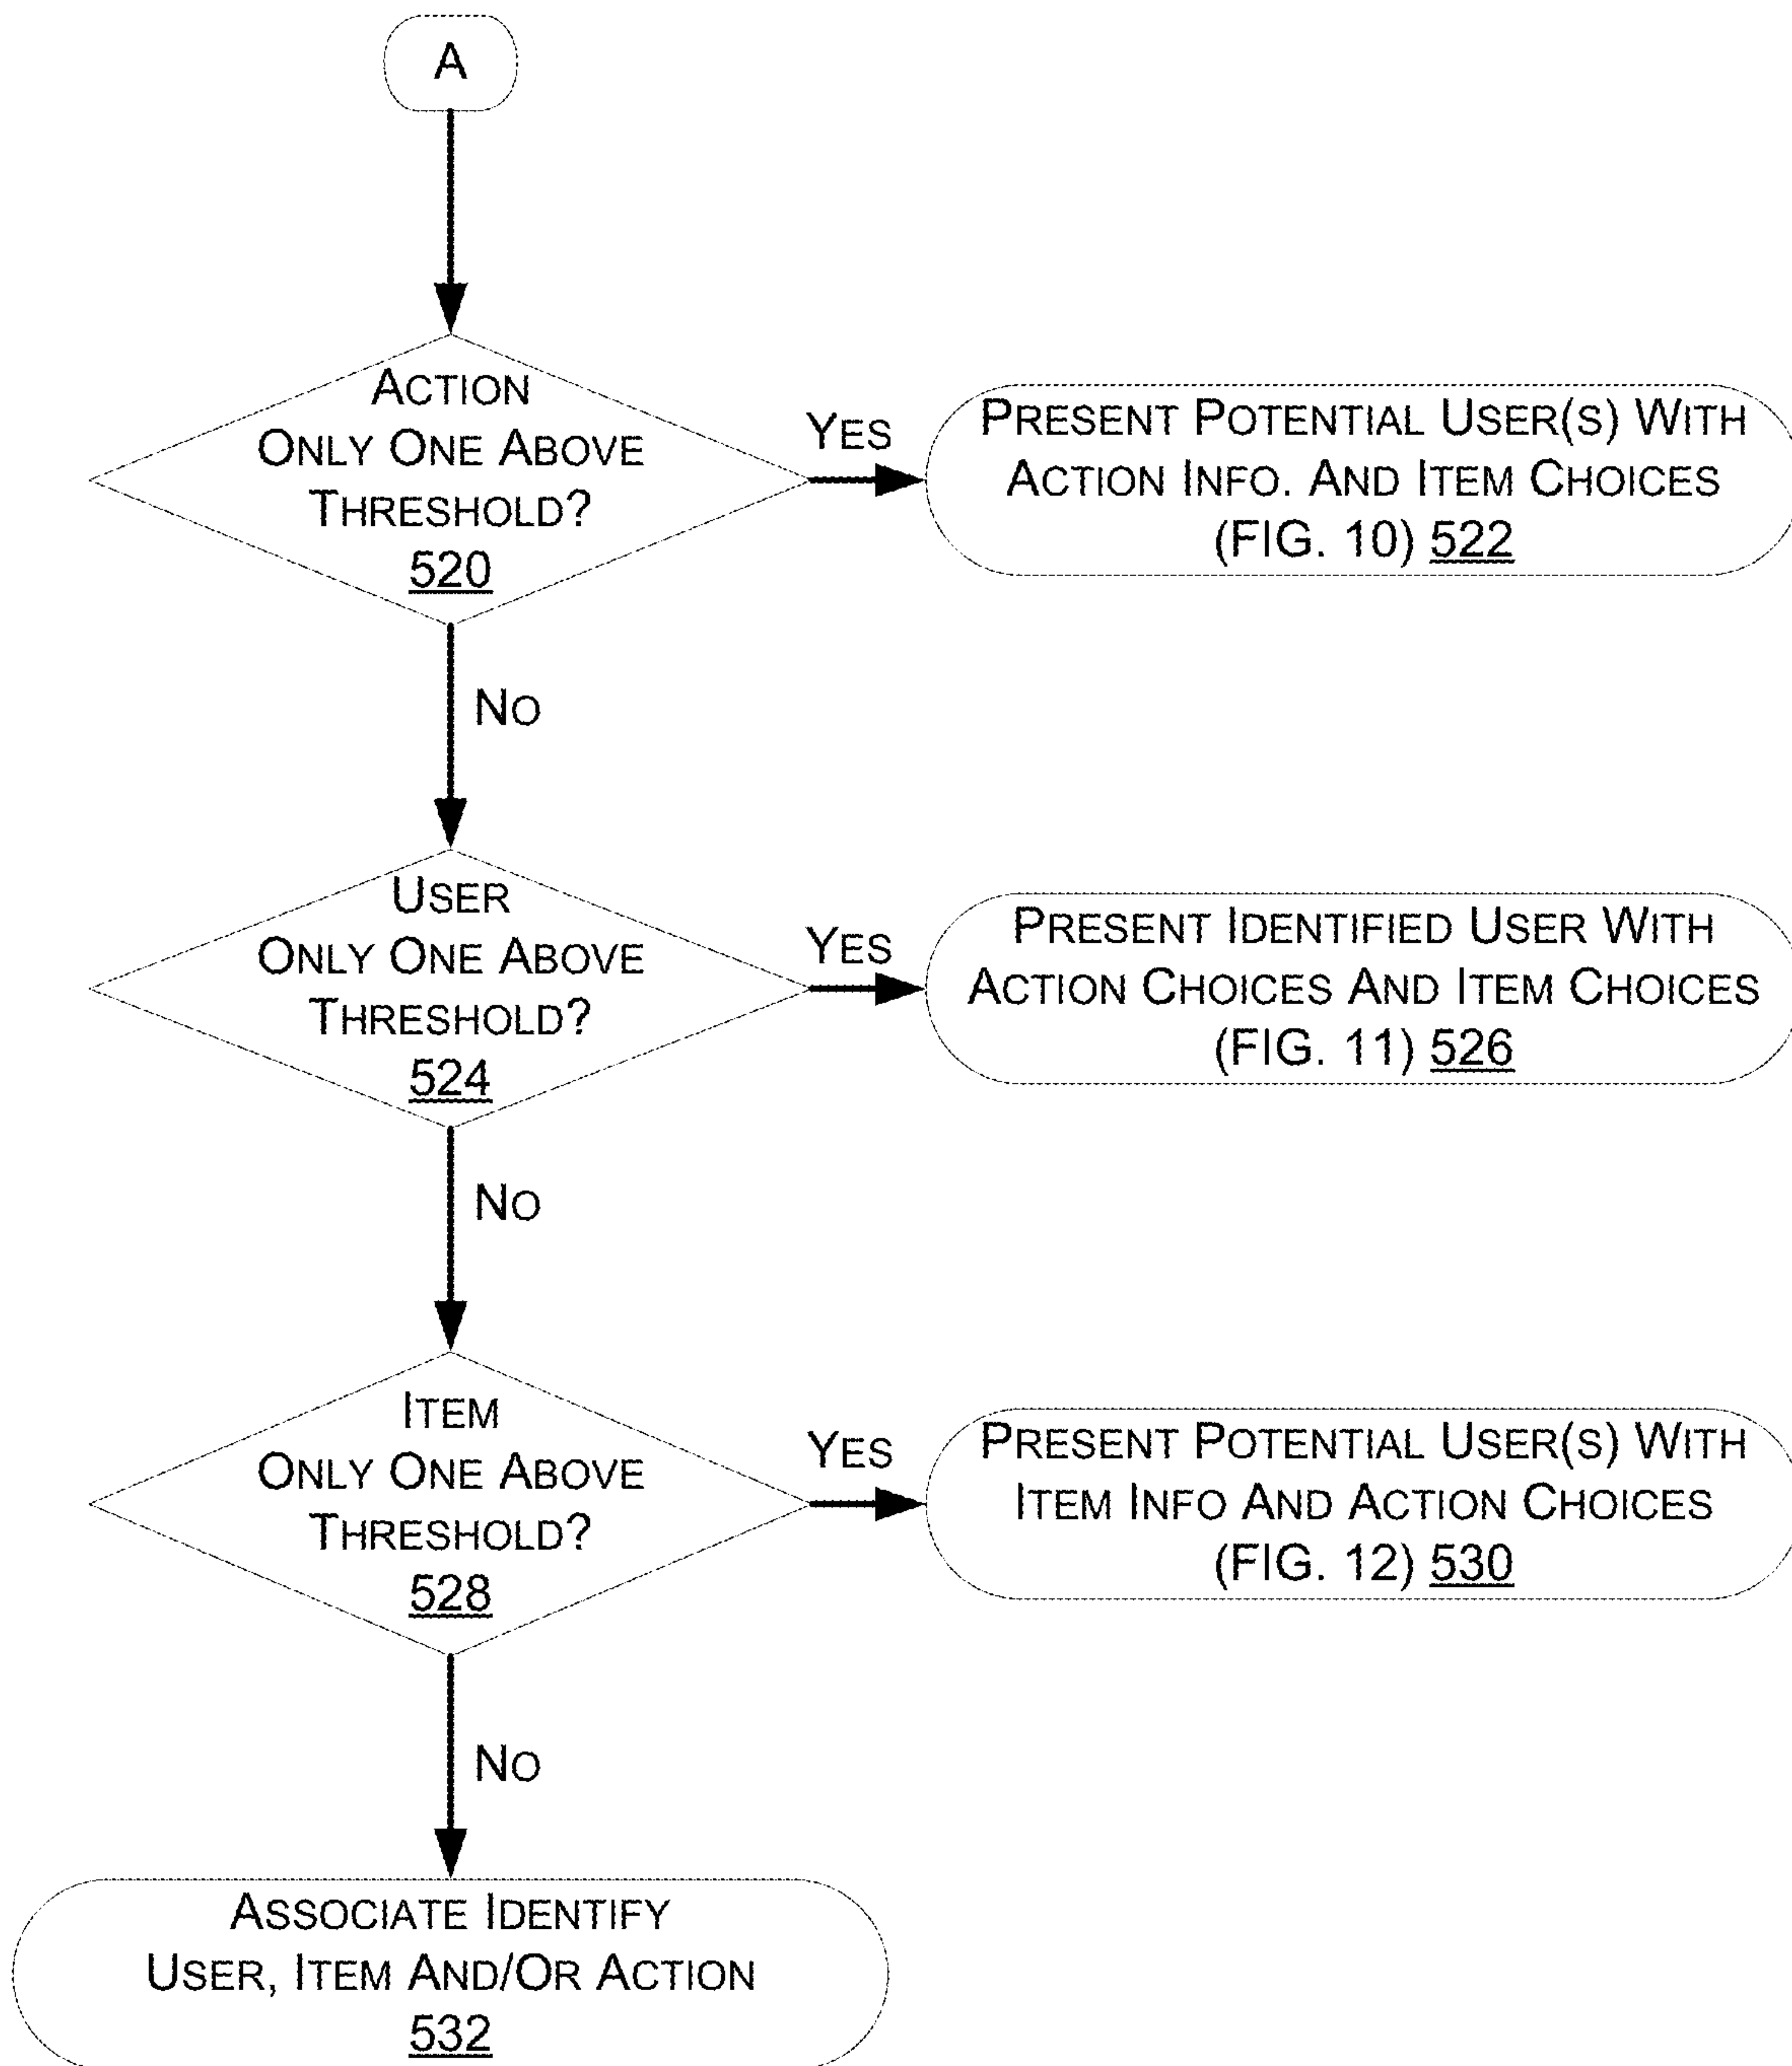 A
Action
Only One Above
Threshold?
520
Yes
Present Potential User(s) With
Action Info. And Item Choices
(FIG. 10) 522
No
User
Only One Above
Threshold?
524
Yes
Present Identified User With
Action Choices And Item Choices
(FIG. 11) 526
No
Item
Only One Above
Threshold?
528
Yes
Present Potential User(s) With
Item Info And Action Choices
(FIG. 12) 530
No
Associate Identify
User, Item And/Or Action
532